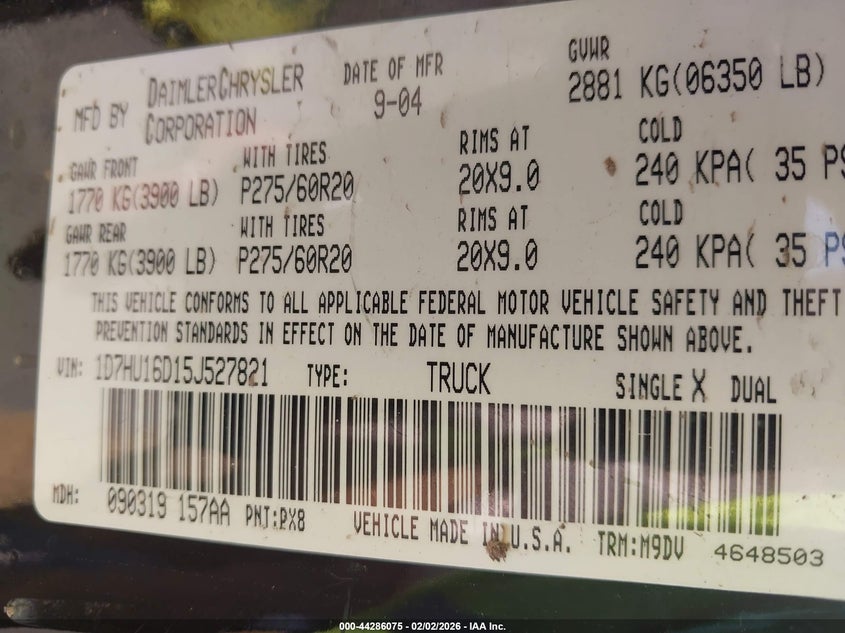 MFD BY DAIMLERCHRYSLER CORPORATION DATE OF MFR 9-04 GVWR 2881 KG(06350 LB)
GAWR FRONT WITH TIRES RIMS AT COLD
1770 KG(3900 LB) P275/60R20 20X9.0 240 KPA( 35 PS
GAWR REAR WITH TIRES RIMS AT COLD
1770 KG(3900 LB) P275/60R20 20X9.0 240 KPA( 35 PS
THIS VEHICLE CONFORMS TO ALL APPLICABLE FEDERAL MOTOR VEHICLE SAFETY AND THEFT
PREVENTION STANDARDS IN EFFECT ON THE DATE OF MANUFACTURE SHOWN ABOVE.
VIN: 1D7HU16D15J527821 TYPE: TRUCK SINGLE X DUAL
MDH: 090319 157AA PNT:PX8 VEHICLE MADE IN U.S.A. TRM:M9DV 4648503
000-44286075 - 02/02/2026 - IAA Inc.